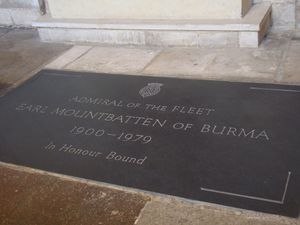 ADMIRAL OF THE FLEET
EARL MOUNTBATTEN OF BURMA
1900–1979
In Honour Bound